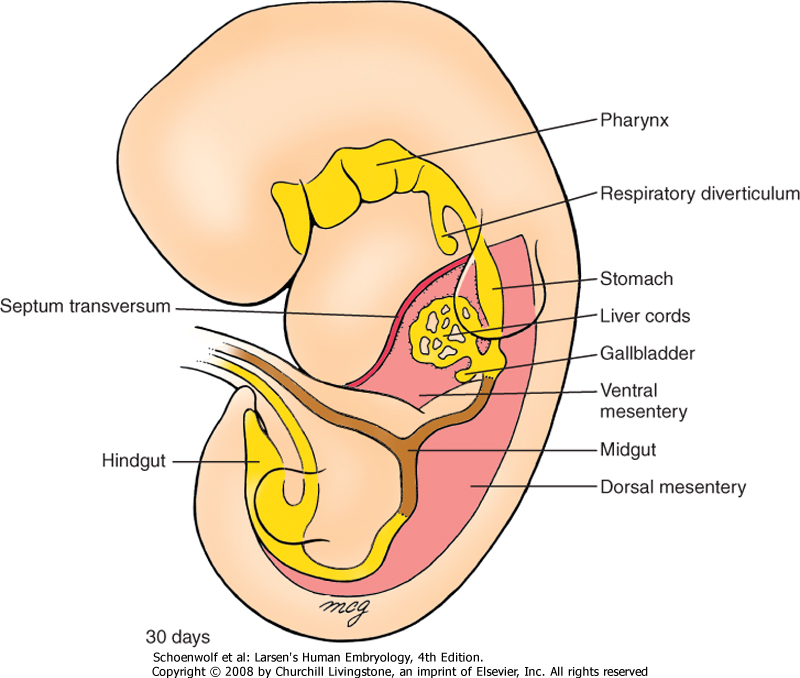 Pharynx
Respiratory diverticulum
Stomach
Septum transversum
Liver cords
Gallbladder
Ventral
mesentery
Midgut
Hindgut
Dorsal mesentery
mcg
30 days
Schoenwolf et al: Larsen's Human Embryology, 4th Edition.
Copyright © 2008 by Churchill Livingstone, an imprint of Elsevier, Inc. All rights reserved